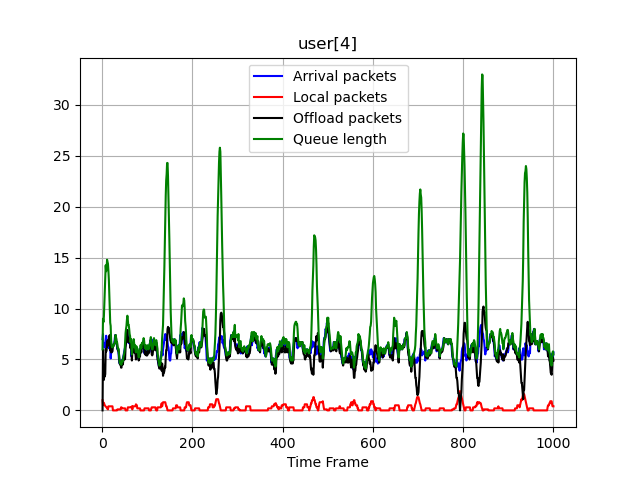 user[4]
Arrival packets
Local packets
Offload packets
Queue length
30
25
20
15
10
5
0
0 200 400 600 800 1000
Time Frame